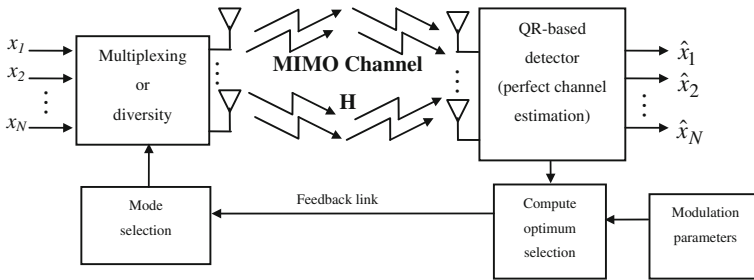 x1
x2
⋮
xN
Multiplexing
or
diversity
...
MIMO Channel
H
...
QR-based
detector
(perfect channel
estimation)
x̂1
x̂2
⋮
x̂N
Mode
selection
Feedback link
Compute
optimum
selection
Modulation
parameters